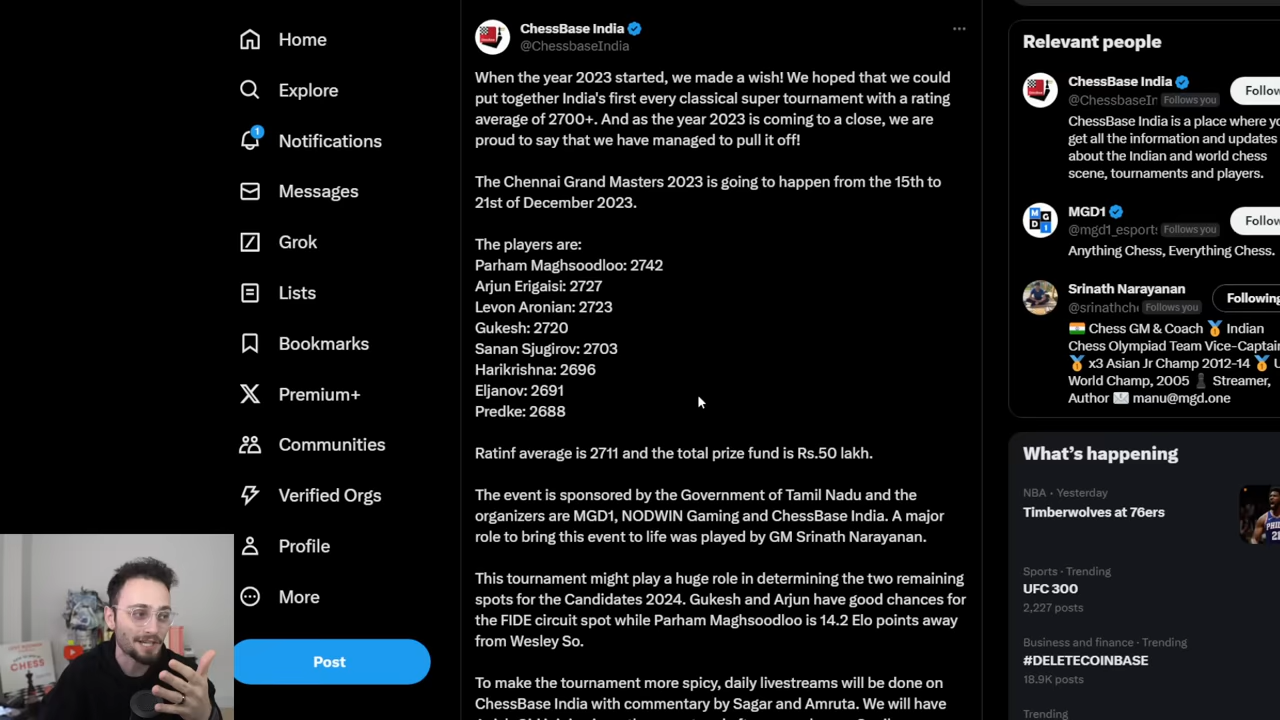 Home
Explore
1
Notifications
Messages
Grok
Lists
Bookmarks
Premium+
Communities
Verified Orgs
Profile
More
Post
ChessBase India
@ChessbaseIndia
When the year 2023 started, we made a wish! We hoped that we could
put together India's first every classical super tournament with a rating
average of 2700+. And as the year 2023 is coming to a close, we are
proud to say that we have managed to pull it off!
The Chennai Grand Masters 2023 is going to happen from the 15th to
21st of December 2023.
The players are:
Parham Maghsoodloo: 2742
Arjun Erigaisi: 2727
Levon Aronian: 2723
Gukesh: 2720
Sanan Sjugirov: 2703
Harikrishna: 2696
Eljanov: 2691
Predke: 2688
Ratinf average is 2711 and the total prize fund is Rs.50 lakh.
The event is sponsored by the Government of Tamil Nadu and the
organizers are MGD1, NODWIN Gaming and ChessBase India. A major
role to bring this event to life was played by GM Srinath Narayanan.
This tournament might play a huge role in determining the two remaining
spots for the Candidates 2024. Gukesh and Arjun have good chances for
the FIDE circuit spot while Parham Maghsoodloo is 14.2 Elo points away
from Wesley So.
To make the tournament more spicy, daily livestreams will be done on
ChessBase India with commentary by Sagar and Amruta. We will have
Relevant people
ChessBase India
@ChessbaseIr Follows you
Follow
ChessBase India is a place where yo
get all the information and updates
about the Indian and world chess
scene, tournaments and players.
MGD1
@mgd1_esports Follows you
Follow
Anything Chess, Everything Chess.
Srinath Narayanan
@srinathche Follows you
Following
Chess GM & Coach Indian
Chess Olympiad Team Vice-Captain
x3 Asian Jr Champ 2012-14 U
World Champ, 2005 Streamer,
Author manu@mgd.one
What's happening
NBA · Yesterday
Timberwolves at 76ers
Sports · Trending
UFC 300
2,227 posts
Business and finance · Trending
#DELETECOINBASE
18.9K posts
Trending
CHESS